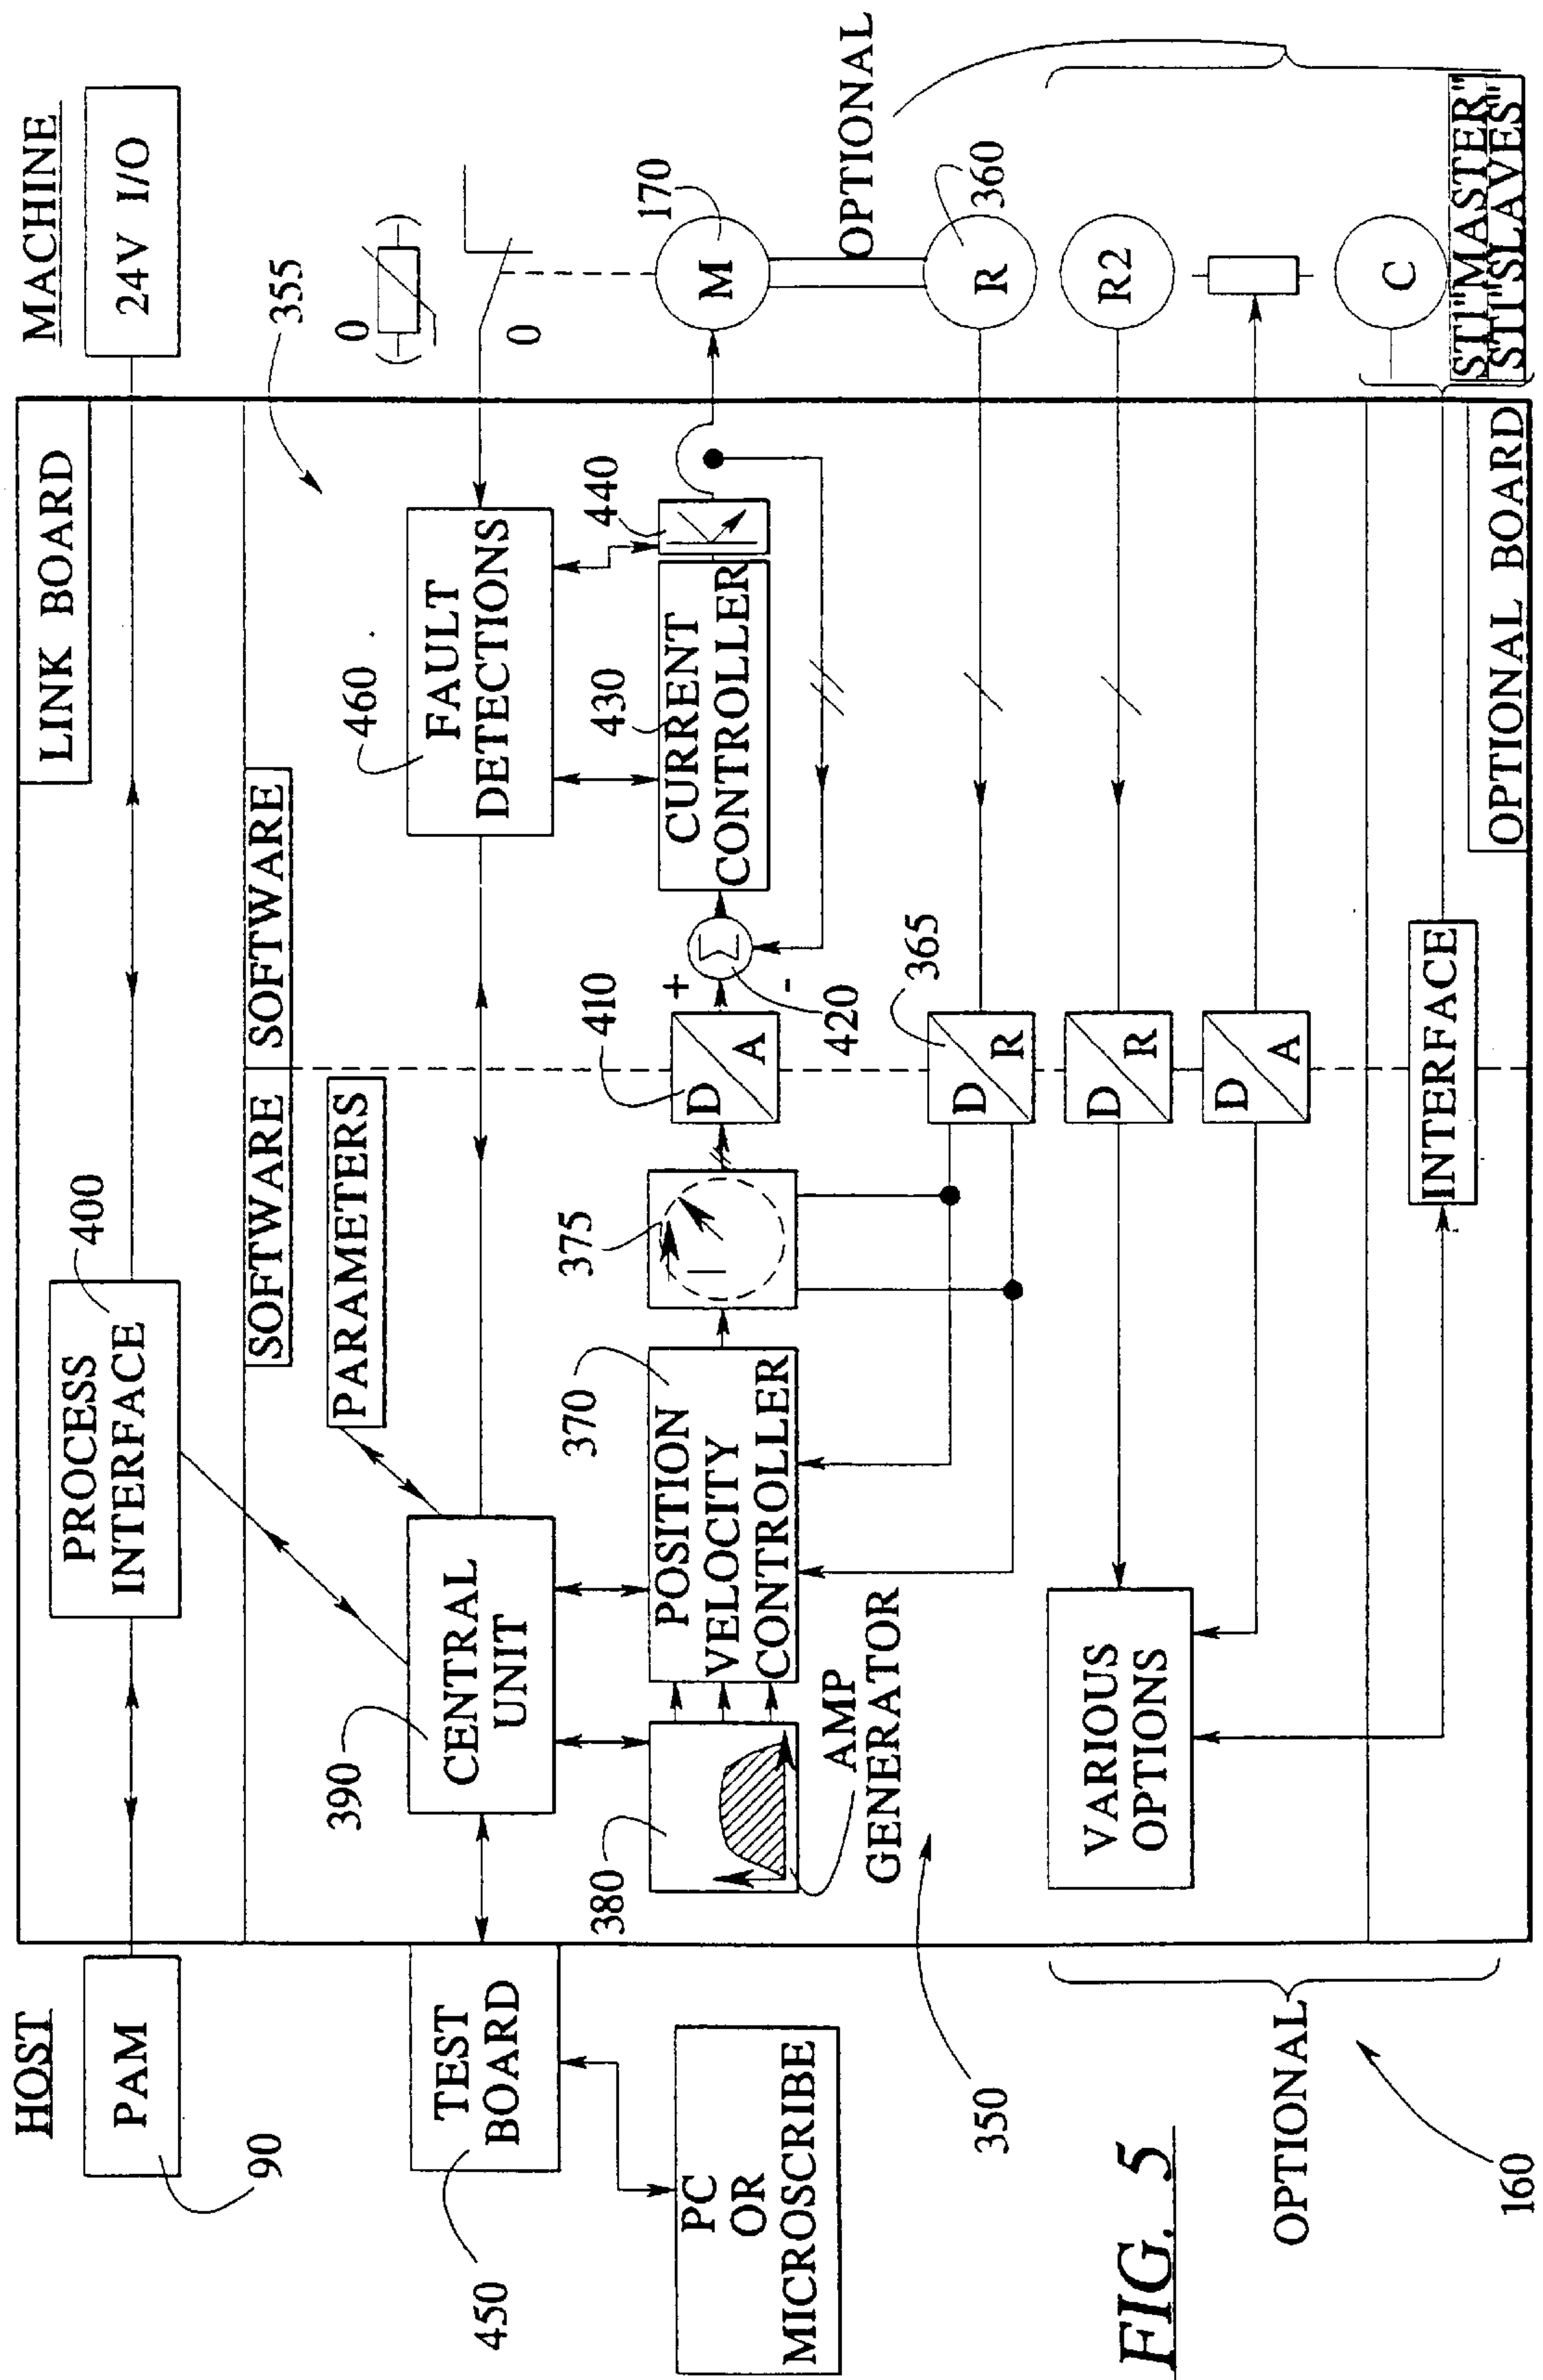 HOST
MACHINE
PAM
90
PROCESS
INTERFACE
400
LINK BOARD
24V I/O
SOFTWARE
SOFTWARE
355
0
0
PARAMETERS
TEST
BOARD
450
390
CENTRAL
UNIT
460
FAULT
DETECTIONS
PC
OR
MICROSCRIBE
380
AMP
GENERATOR
370
POSITION
VELOCITY
CONTROLLER
375
I
410
D
A
+
-
Σ
420
430
CURRENT
CONTROLLER
440
M
170
OPTIONAL
365
D
R
R
360
350
VARIOUS
OPTIONS
D
R
R2
D
A
OPTIONAL
160
INTERFACE
C
STI"MASTER"
STI"SLAVES"
OPTIONAL BOARD
FIG. 5